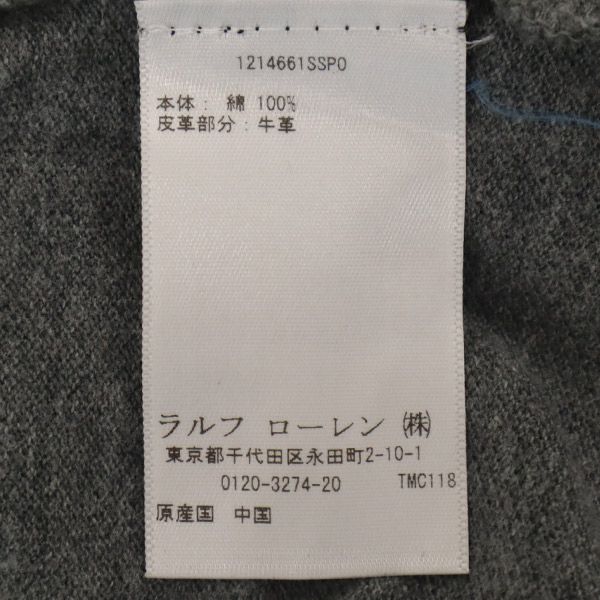 1214661SSPO
本体： 綿 100%
皮革部分：牛革
ラルフ ローレン ㈱
東京都千代田区永田町2-10-1
0120-3274-20 TMC118
原産国 中国